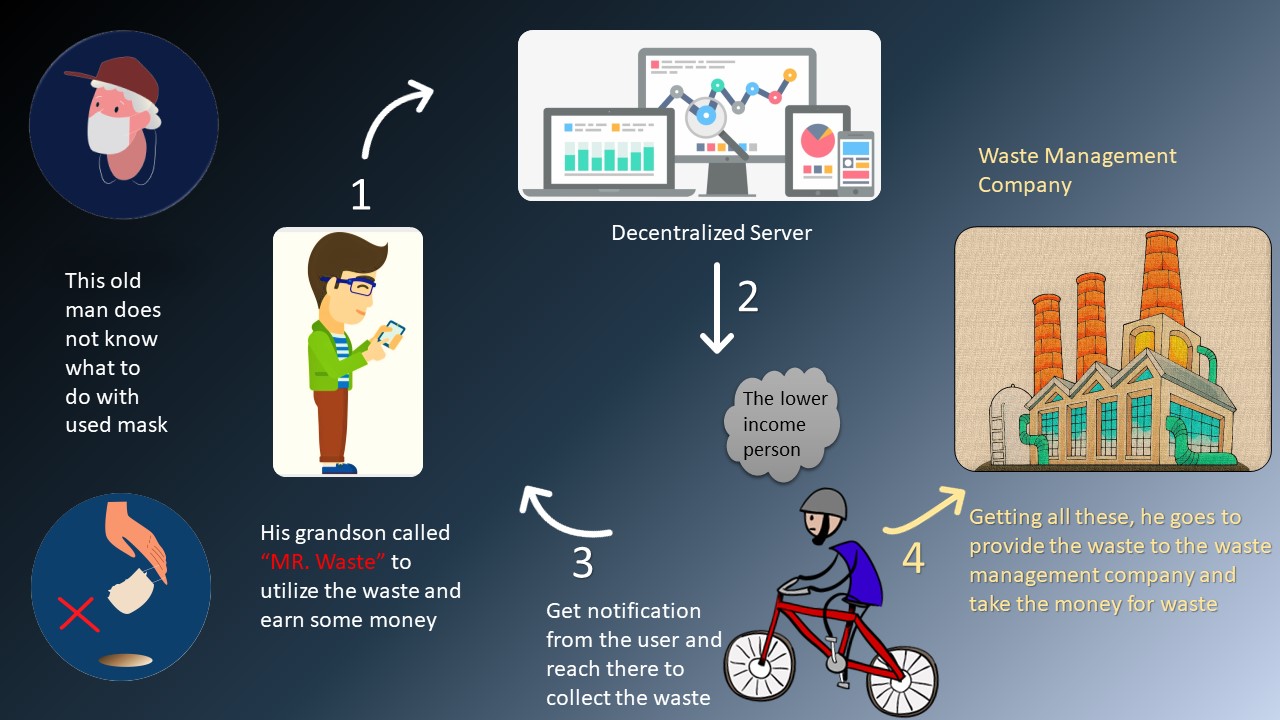 This old
man does
not know
what to
do with
used mask
1
His grandson called
“MR. Waste” to
utilize the waste and
earn some money
Decentralized Server
2
The lower
income
person
3
Get notification
from the user and
reach there to
collect the waste
4
Waste Management
Company
Getting all these, he goes to
provide the waste to the waste
management company and
take the money for waste